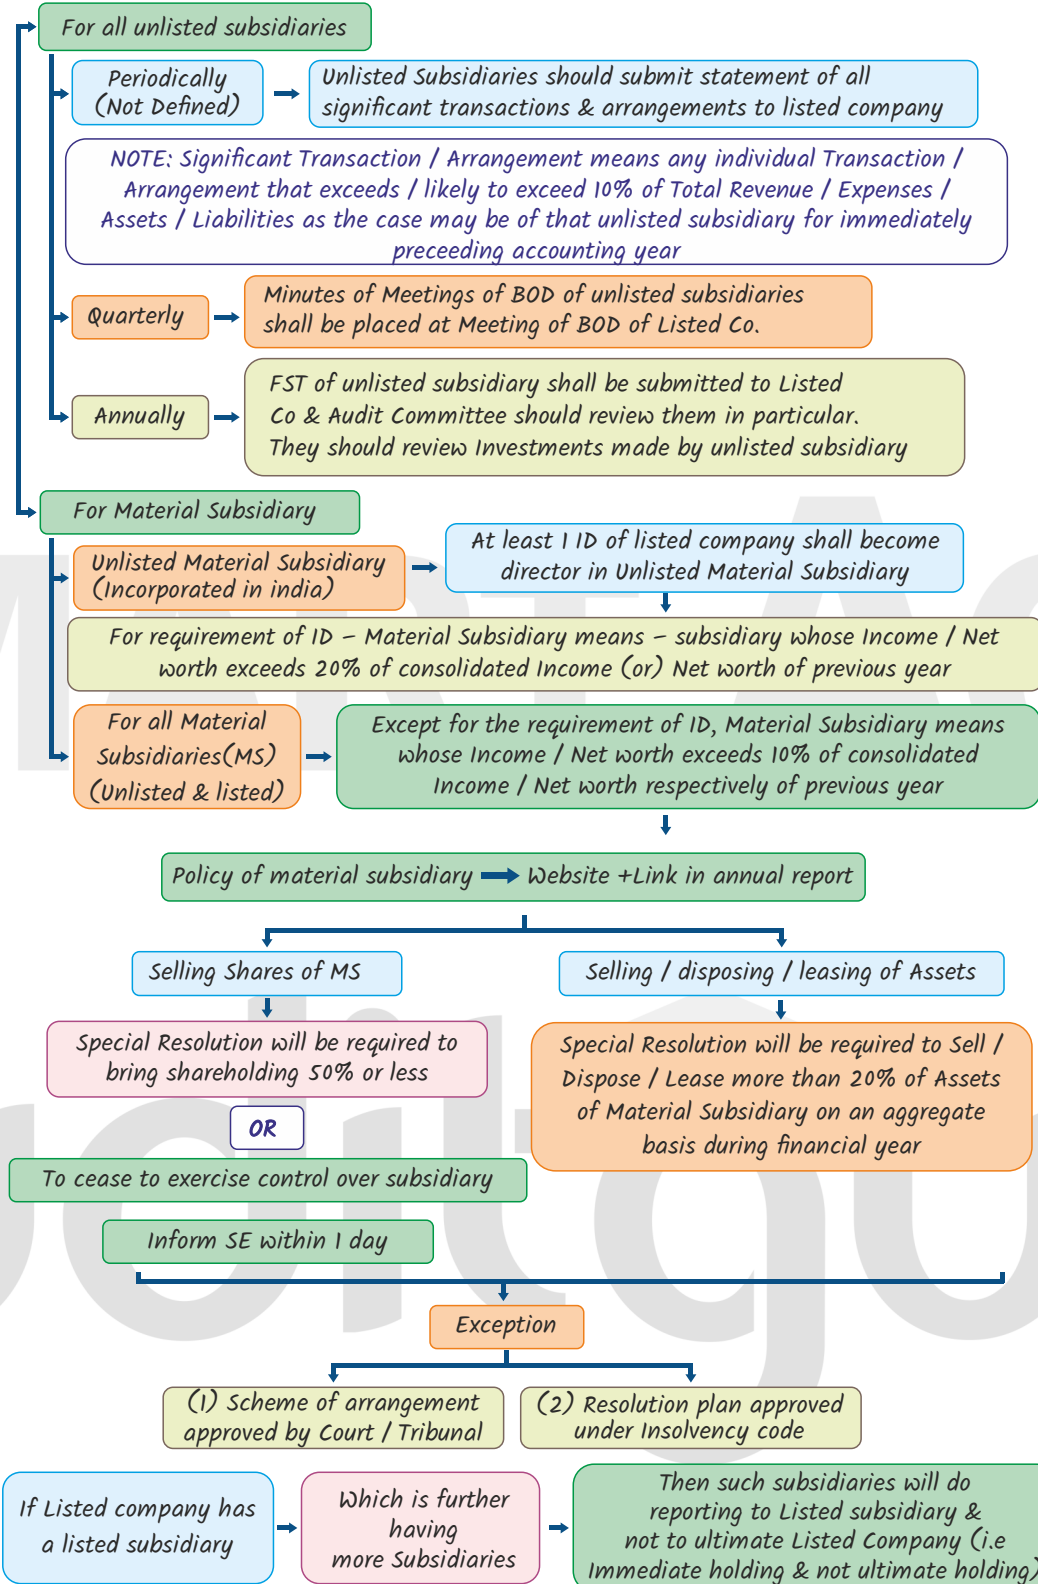 For all unlisted subsidiaries
Periodically
(Not Defined)
Unlisted Subsidiaries should submit statement of all
significant transactions & arrangements to listed company
NOTE: Significant Transaction / Arrangement means any individual Transaction /
Arrangement that exceeds / likely to exceed 10% of Total Revenue / Expenses /
Assets / Liabilities as the case may be of that unlisted subsidiary for immediately
preceeding accounting year
Quarterly
Minutes of Meetings of BOD of unlisted subsidiaries
shall be placed at Meeting of BOD of Listed Co.
Annually
FST of unlisted subsidiary shall be submitted to Listed
Co & Audit Committee should review them in particular.
They should review Investments made by unlisted subsidiary
For Material Subsidiary
Unlisted Material Subsidiary
(Incorporated in india)
At least 1 ID of listed company shall become
director in Unlisted Material Subsidiary
For requirement of ID – Material Subsidiary means – subsidiary whose Income / Net
worth exceeds 20% of consolidated Income (or) Net worth of previous year
For all Material
Subsidiaries(MS)
(Unlisted & listed)
Except for the requirement of ID, Material Subsidiary means
whose Income / Net worth exceeds 10% of consolidated
Income / Net worth respectively of previous year
Policy of material subsidiary Website +Link in annual report
Selling Shares of MS
Selling / disposing / leasing of Assets
Special Resolution will be required to
bring shareholding 50% or less
OR
To cease to exercise control over subsidiary
Inform SE within 1 day
Special Resolution will be required to Sell /
Dispose / Lease more than 20% of Assets
of Material Subsidiary on an aggregate
basis during financial year
Exception
(1) Scheme of arrangement
approved by Court / Tribunal
(2) Resolution plan approved
under Insolvency code
If Listed company has
a listed subsidiary
Which is further
having
more Subsidiaries
Then such subsidiaries will do
reporting to Listed subsidiary &
not to ultimate Listed Company (i.e
Immediate holding & not ultimate holding)